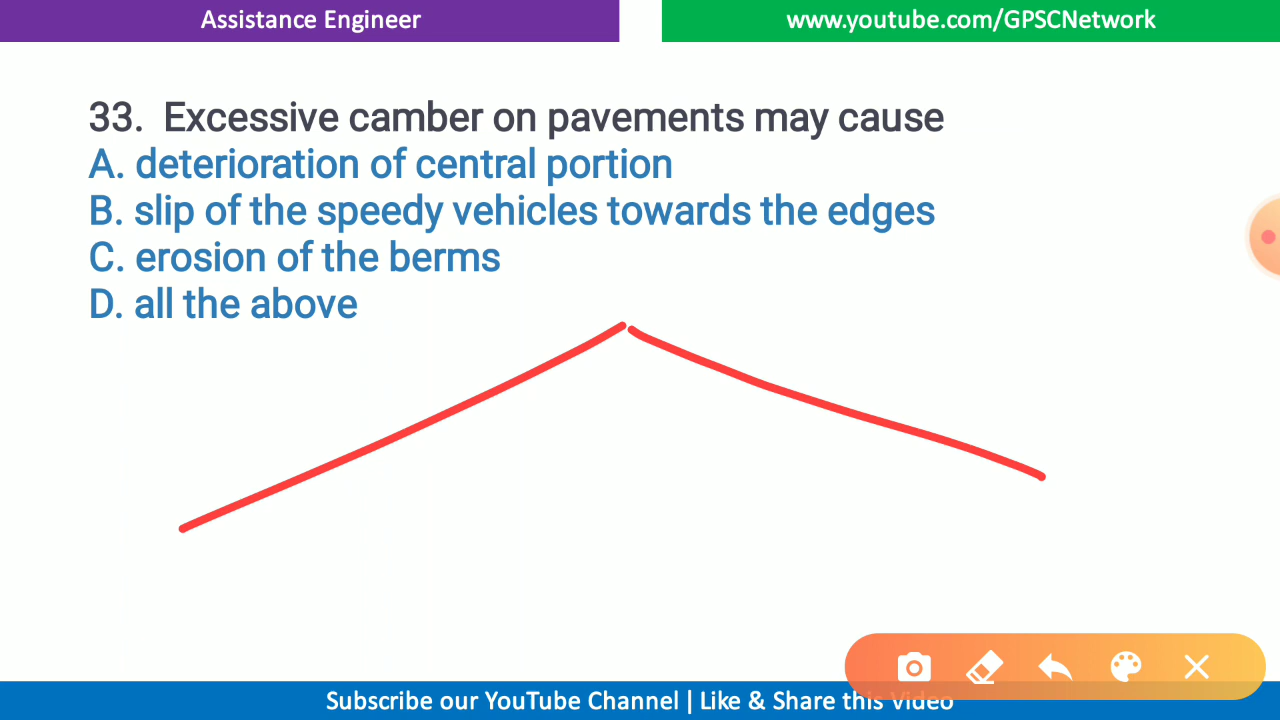 Assistance Engineer
www.youtube.com/GPSCNetwork
33. Excessive camber on pavements may cause
A. deterioration of central portion
B. slip of the speedy vehicles towards the edges
C. erosion of the berms
D. all the above
Subscribe our YouTube Channel | Like & Share this Video